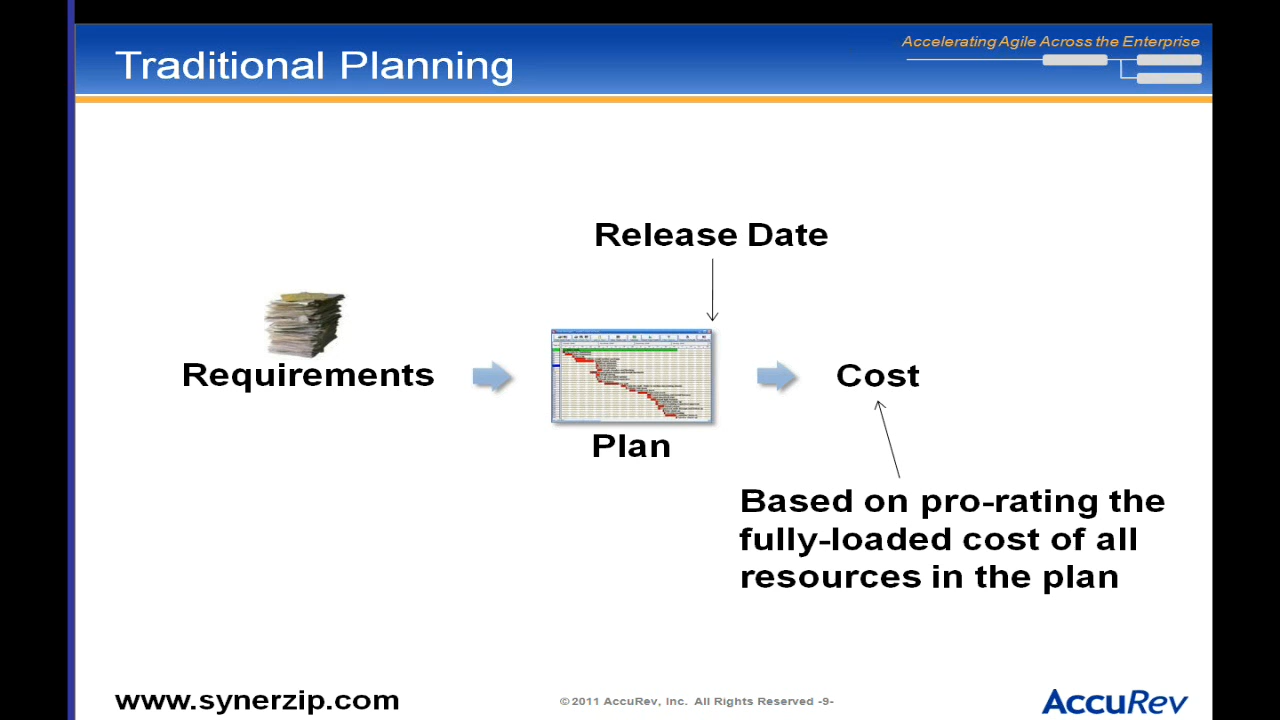 Traditional Planning
Accelerating Agile Across the Enterprise
Release Date
Requirements
Plan
Cost
Based on pro-rating the
fully-loaded cost of all
resources in the plan
www.synerzip.com
©2011 AccuRev, Inc. All Rights Reserved -9-
AccuRev